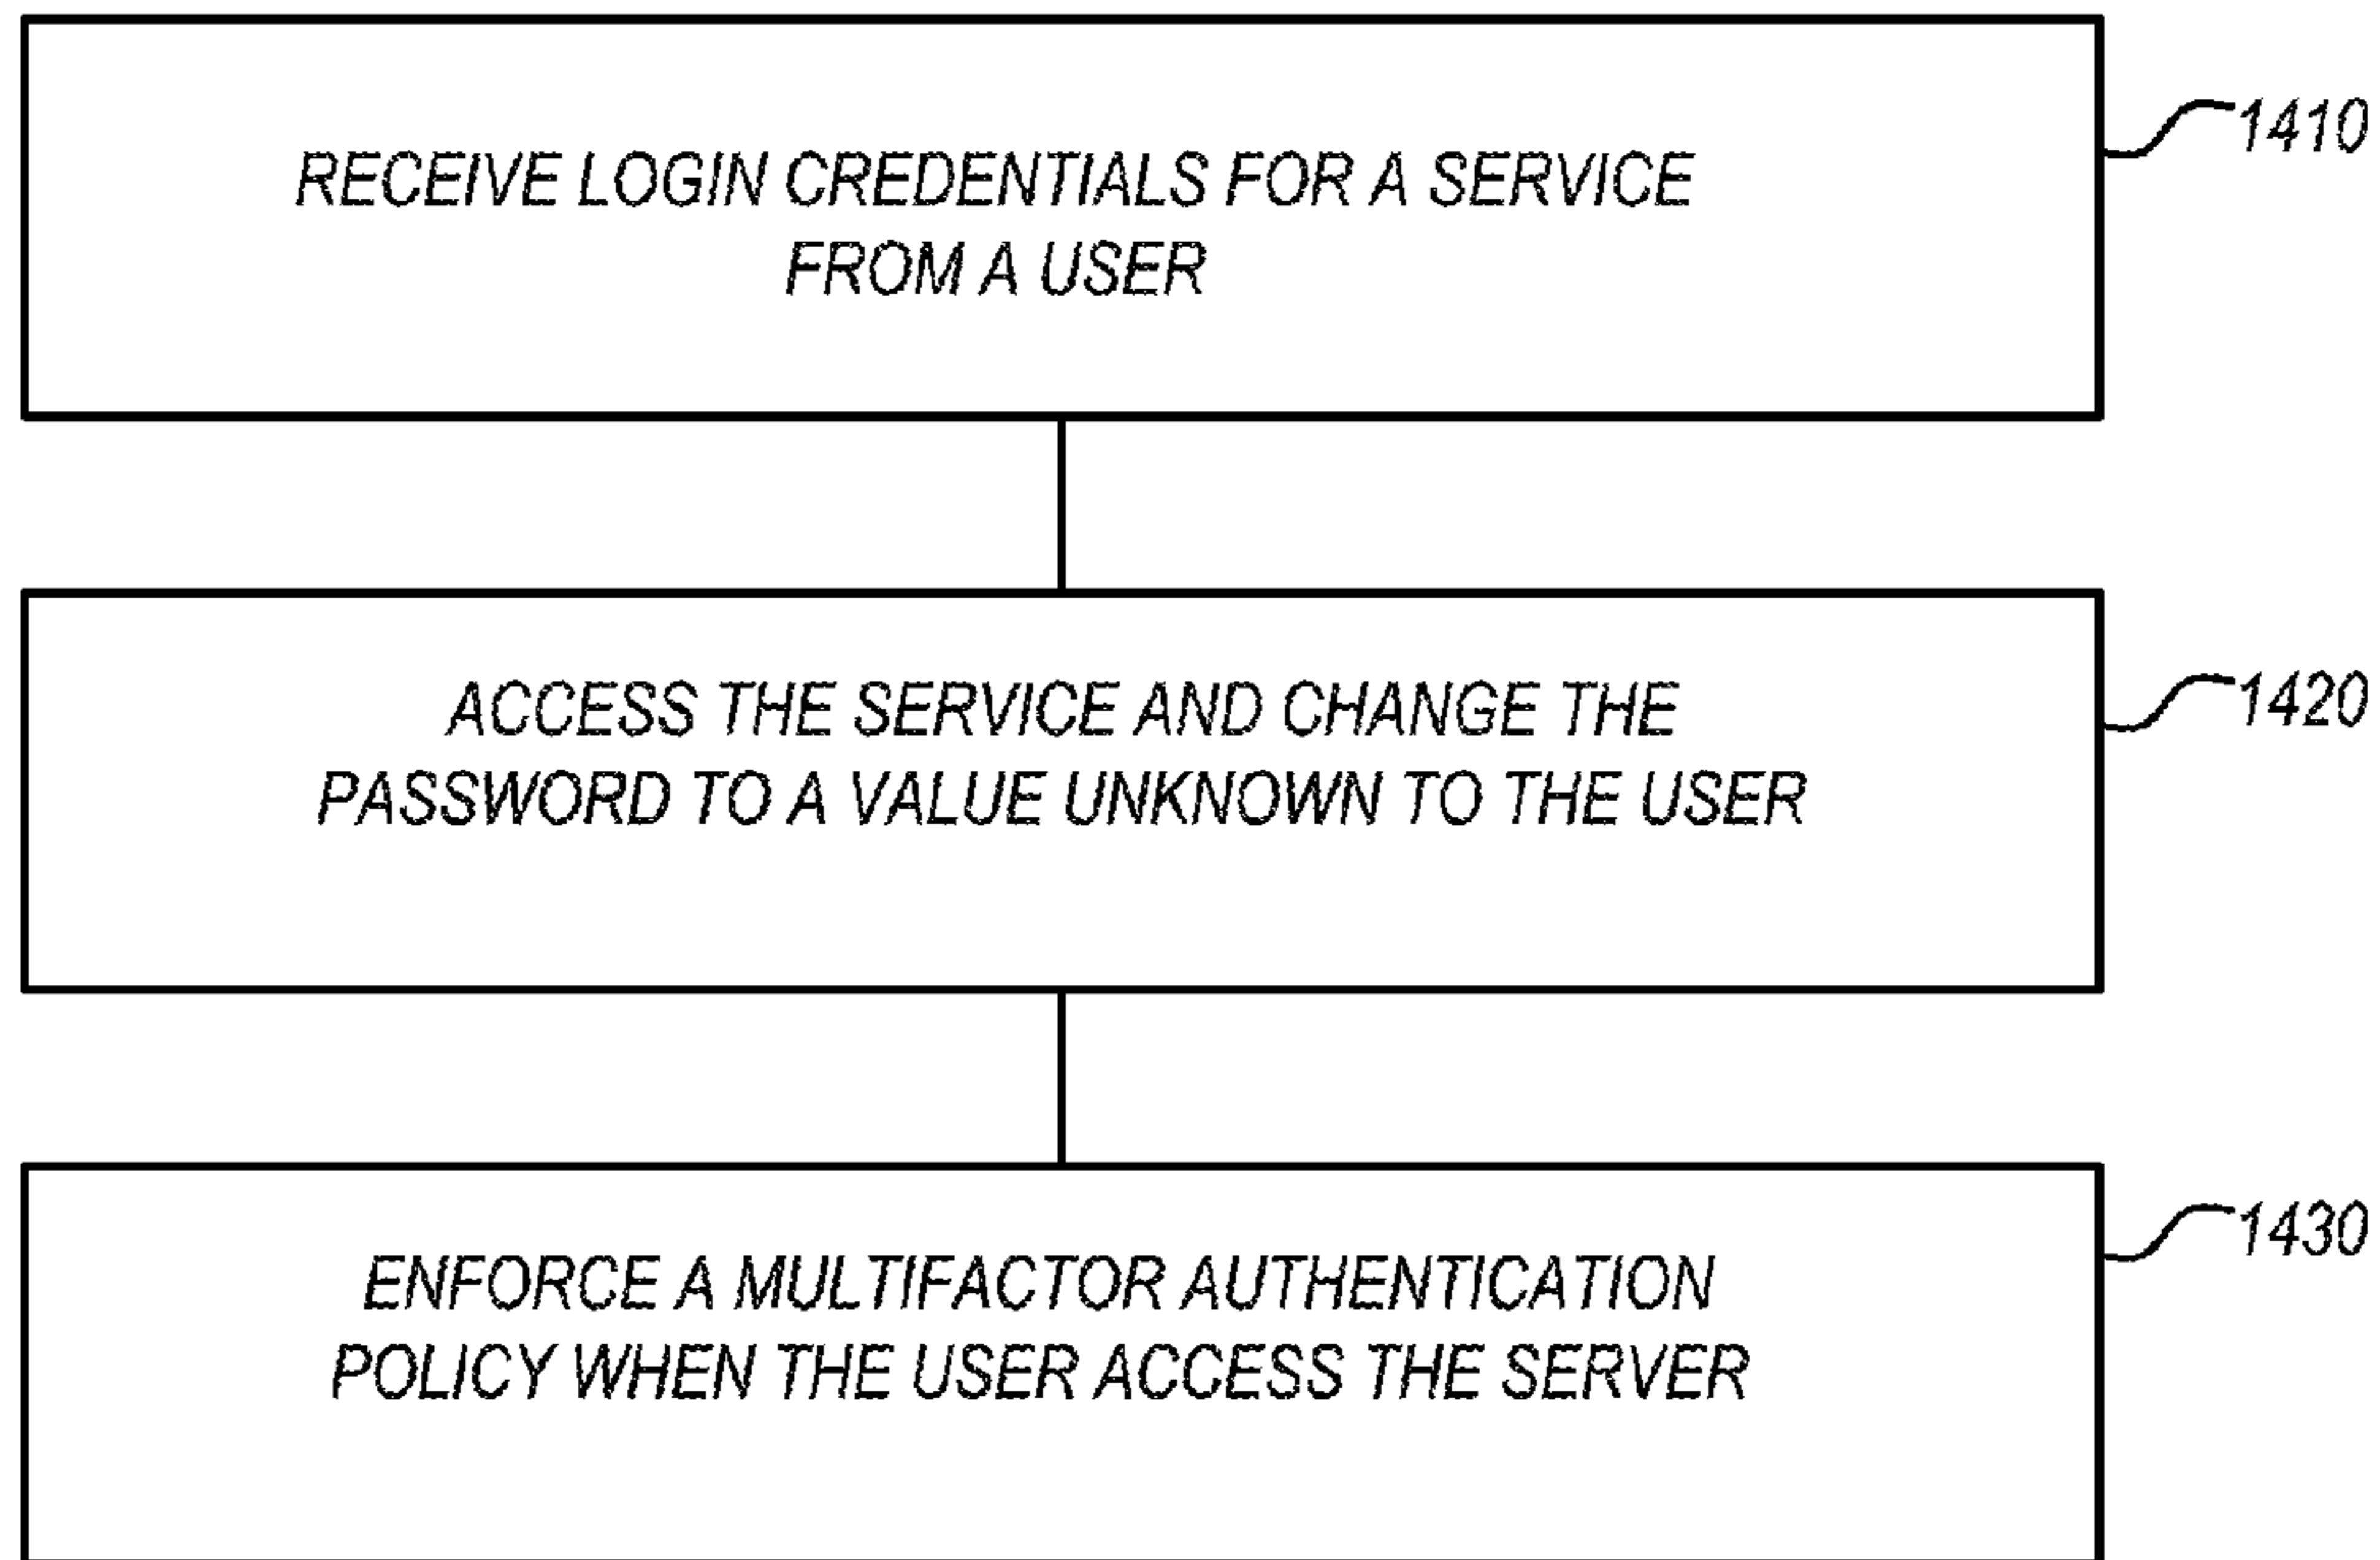 RECEIVE LOGIN CREDENTIALS FOR A SERVICE
FROM A USER
1410
ACCESS THE SERVICE AND CHANGE THE
PASSWORD TO A VALUE UNKNOWN TO THE USER
1420
ENFORCE A MULTIFACTOR AUTHENTICATION
POLICY WHEN THE USER ACCESS THE SERVER
1430